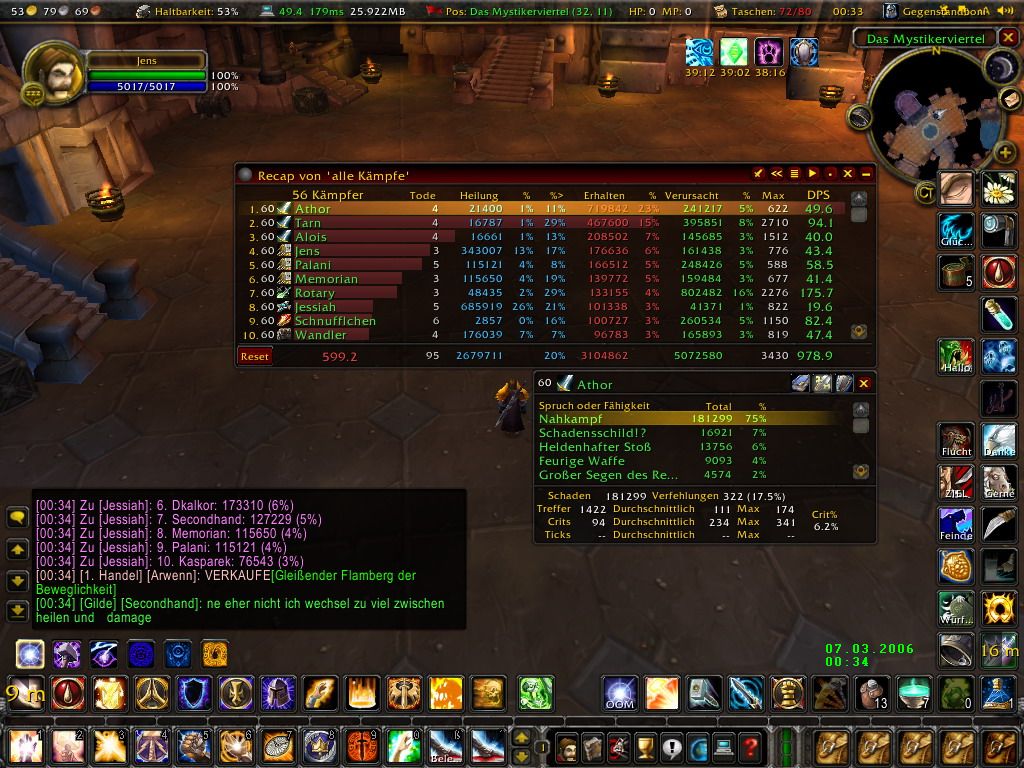 53 79 69 Haltbarkeit: 53% 49.4 179ms 25.922MB Pos: Das Mystikerviertel (32, 11) HP: 0 MP: 0 Taschen: 72/80 00:33
Das Mystikerviertel
N
Jens
100%
5017/5017 100%
zzz
39:12 39:02 38:16
Recap von 'alle Kämpfe'
56 Kämpfer Tode Heilung % %> Erhalten % Verursacht % Max DPS
1. 60 Athor 4 21400 1% 11% 719842 23% 241217 5% 622 49.6
2. 60 Tarn 4 16787 1% 29% 467600 15% 395851 8% 2710 94.1
3. 60 Alois 4 16661 1% 13% 208502 7% 145685 3% 1512 40.0
4. 60 Jens 3 343007 13% 17% 176636 6% 161438 3% 776 43.4
5. 60 Palani 5 115121 4% 8% 166512 5% 248426 5% 588 58.5
6. 60 Memorian 3 115650 4% 19% 139772 5% 159484 3% 677 41.4
7. 60 Rotary 3 48435 2% 29% 133155 4% 802482 16% 2276 175.7
8. 60 Jessiah 5 685919 26% 21% 101338 3% 41371 1% 822 19.6
9. 60 Schnufflchen 6 2857 0% 16% 100727 3% 260534 5% 1150 82.4
10. 60 Wandler 4 176039 7% 7% 96783 3% 165893 3% 819 47.4
Reset 599.2 95 2679711 20% 3104862 5072580 3430 978.9
60 Athor
Spruch oder Fähigkeit Total %
Nahkampf 181299 75%
Schadensschild!? 16921 7%
Heldenhafter Stoß 13756 6%
Feurige Waffe 9093 4%
Großer Segen des Re... 4574 2%
Schaden 181299 Verfehlungen 322 (17.5%)
Treffer 1422 Durchschnittlich 111 Max 174
Crits 94 Durchschnittlich 234 Max 341
Ticks -- Durchschnittlich -- Max --
Crit%
6.2%
[00:34] Zu [Jessiah]: 6. Dkalkor: 173310 (6%)
[00:34] Zu [Jessiah]: 7. Secondhand: 127229 (5%)
[00:34] Zu [Jessiah]: 8. Memorian: 115650 (4%)
[00:34] Zu [Jessiah]: 9. Palani: 115121 (4%)
[00:34] Zu [Jessiah]: 10. Kasparek: 76543 (3%)
[00:34] [1. Handel] [Arwenn]: VERKAUFE[Gleißender Flamberg der
Beweglichkeit]
[00:34] [Gilde] [Secondhand]: ne eher nicht ich wechsel zu viel zwischen
heilen und damage
CT
Glüc...
5
Hallo
Flucht Danke
ZIEL Gerne
Feinde
Würf...
16 m
07.03.2006
00:34
9 m
OOM
13 7 0
1 2 3 4 5 6 7 8 9 0 ß
Bele...